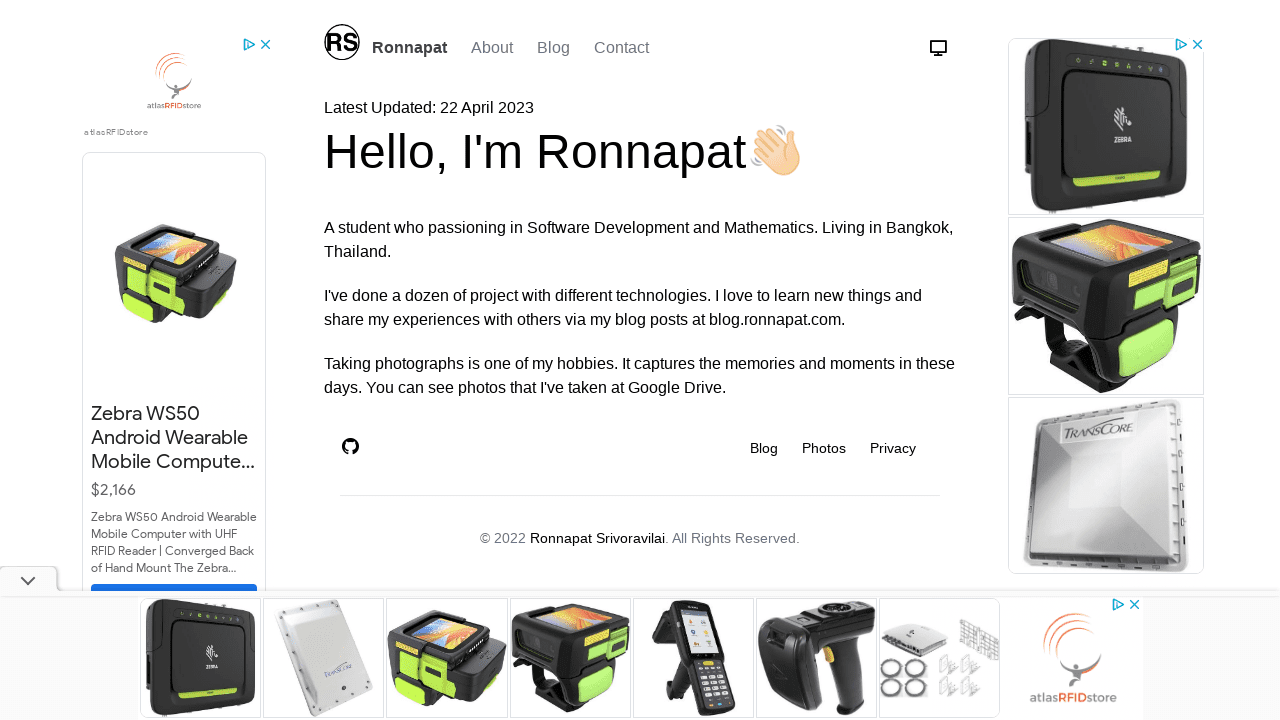 RS
Ronnapat
About
Blog
Contact
Latest Updated: 22 April 2023
Hello, I'm Ronnapat
A student who passioning in Software Development and Mathematics. Living in Bangkok,
Thailand.
I've done a dozen of project with different technologies. I love to learn new things and
share my experiences with others via my blog posts at blog.ronnapat.com.
Taking photographs is one of my hobbies. It captures the memories and moments in these
days. You can see photos that I've taken at Google Drive.
Blog
Photos
Privacy
© 2022 Ronnapat Srivoravilai. All Rights Reserved.
atlasRFIDstore
atlasRFIDstore
Zebra WS50
Android Wearable
Mobile Compute...
$2,166
Zebra WS50 Android Wearable
Mobile Computer with UHF
RFID Reader | Converged Back
of Hand Mount The Zebra...
ZEBRA
TRANSCORE
ZEBRA
TRANSCORE
atlasRFIDstore